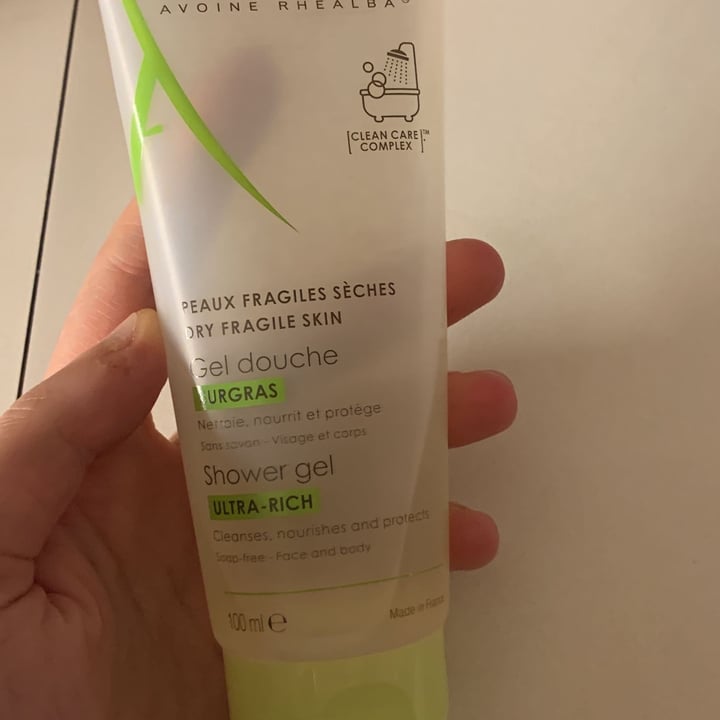 AVOINE RHEALBA®
[CLEAN CARE]™*
COMPLEX
PEAUX FRAGILES SÈCHES
DRY FRAGILE SKIN
Gel douche
SURGRAS
Nettoie, nourrit et protège
Sans savon - Visage et corps
Shower gel
ULTRA-RICH
Cleanses, nourishes and protects
Soap-free - Face and body
100 ml ℮
Made in France